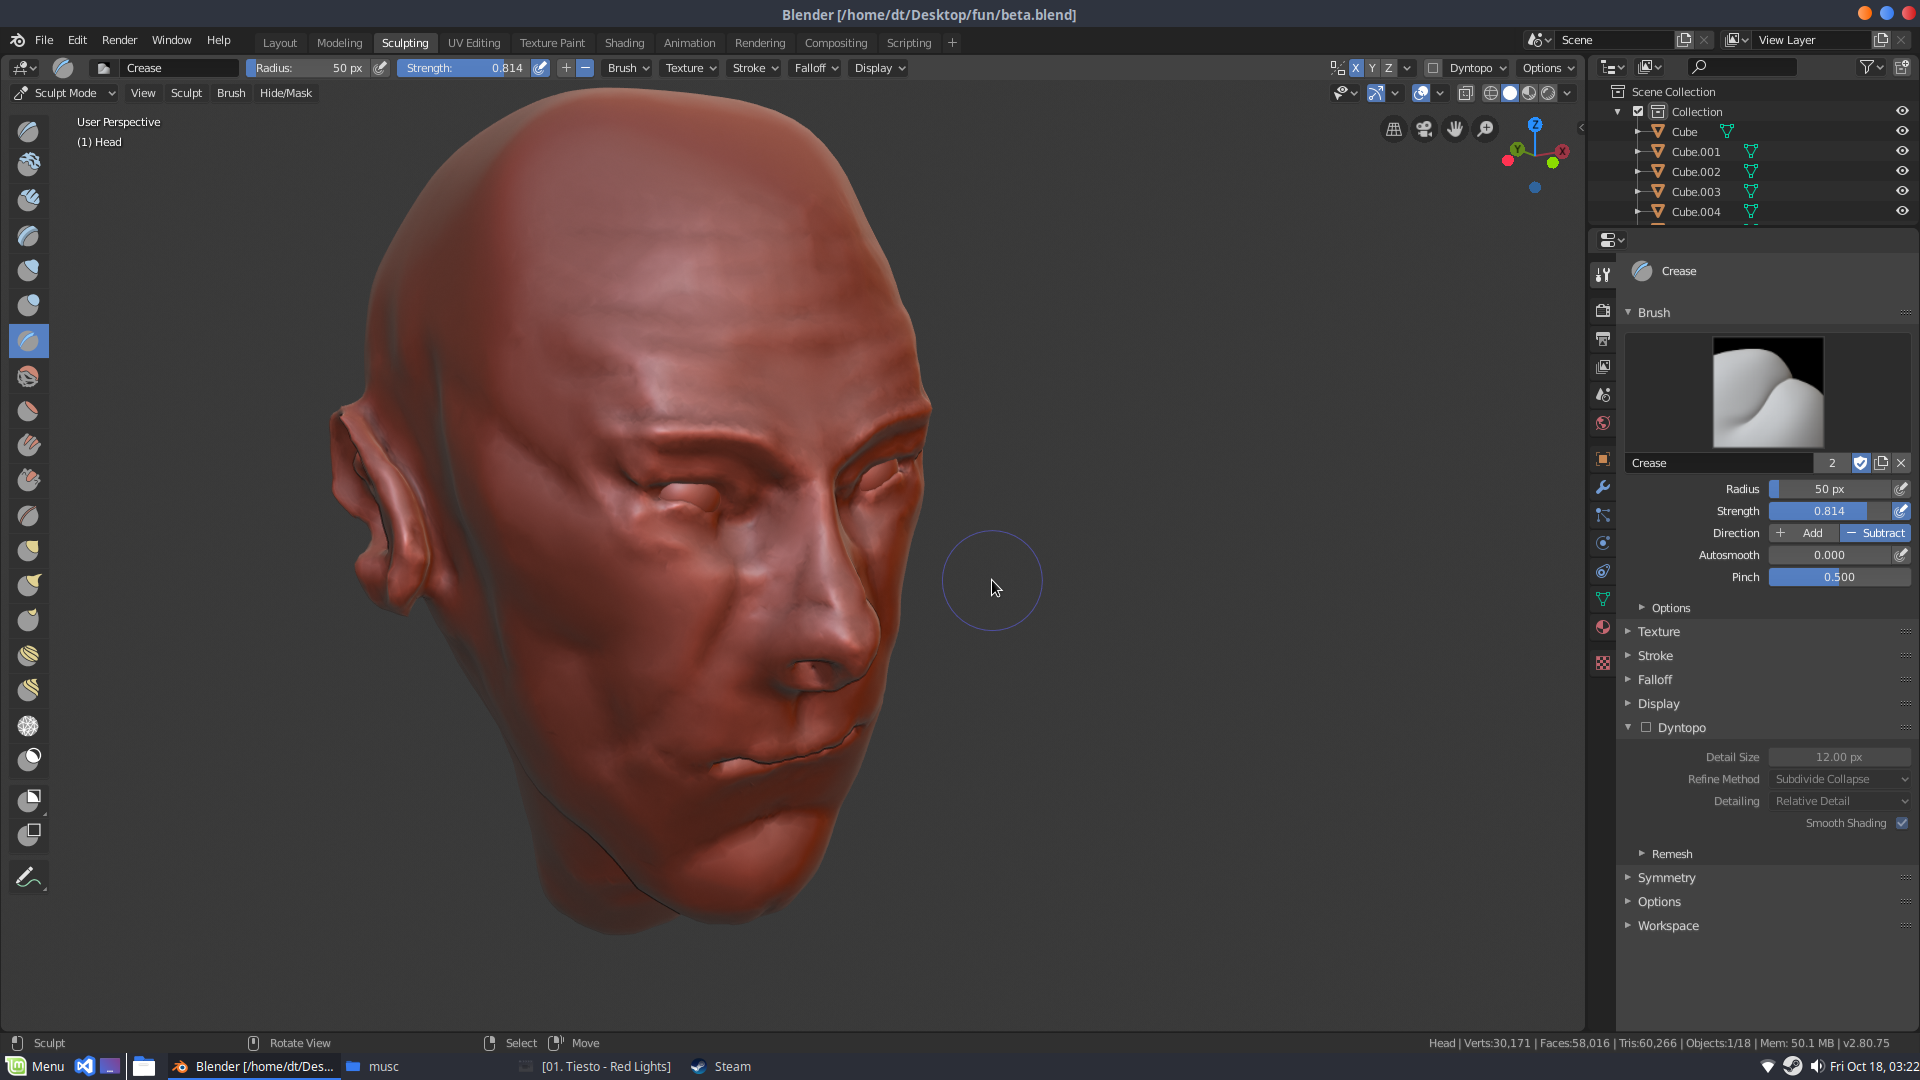 Blender [/home/dt/Desktop/fun/beta.blend]
File Edit Render Window Help
Layout Modeling Sculpting UV Editing Texture Paint Shading Animation Rendering Compositing Scripting +
Scene
View Layer
Crease
Radius: 50 px
Strength: 0.814
+ −
Brush Texture Stroke Falloff Display
X Y Z
Dyntopo
Options
Sculpt Mode View Sculpt Brush Hide/Mask
User Perspective
(1) Head
Z
Y
X
Scene Collection
Collection
Cube
Cube.001
Cube.002
Cube.003
Cube.004
Crease
Brush
Crease 2
Radius 50 px
Strength 0.814
Direction + Add − Subtract
Autosmooth 0.000
Pinch 0.500
Options
Texture
Stroke
Falloff
Display
Dyntopo
Detail Size 12.00 px
Refine Method Subdivide Collapse
Detailing Relative Detail
Smooth Shading
Remesh
Symmetry
Options
Workspace
Sculpt Rotate View Select Move
Head | Verts:30,171 | Faces:58,016 | Tris:60,266 | Objects:1/18 | Mem: 50.1 MB | v2.80.75
Menu
Blender [/home/dt/Des...
musc
[01. Tiesto - Red Lights]
Steam
Fri Oct 18, 03:22